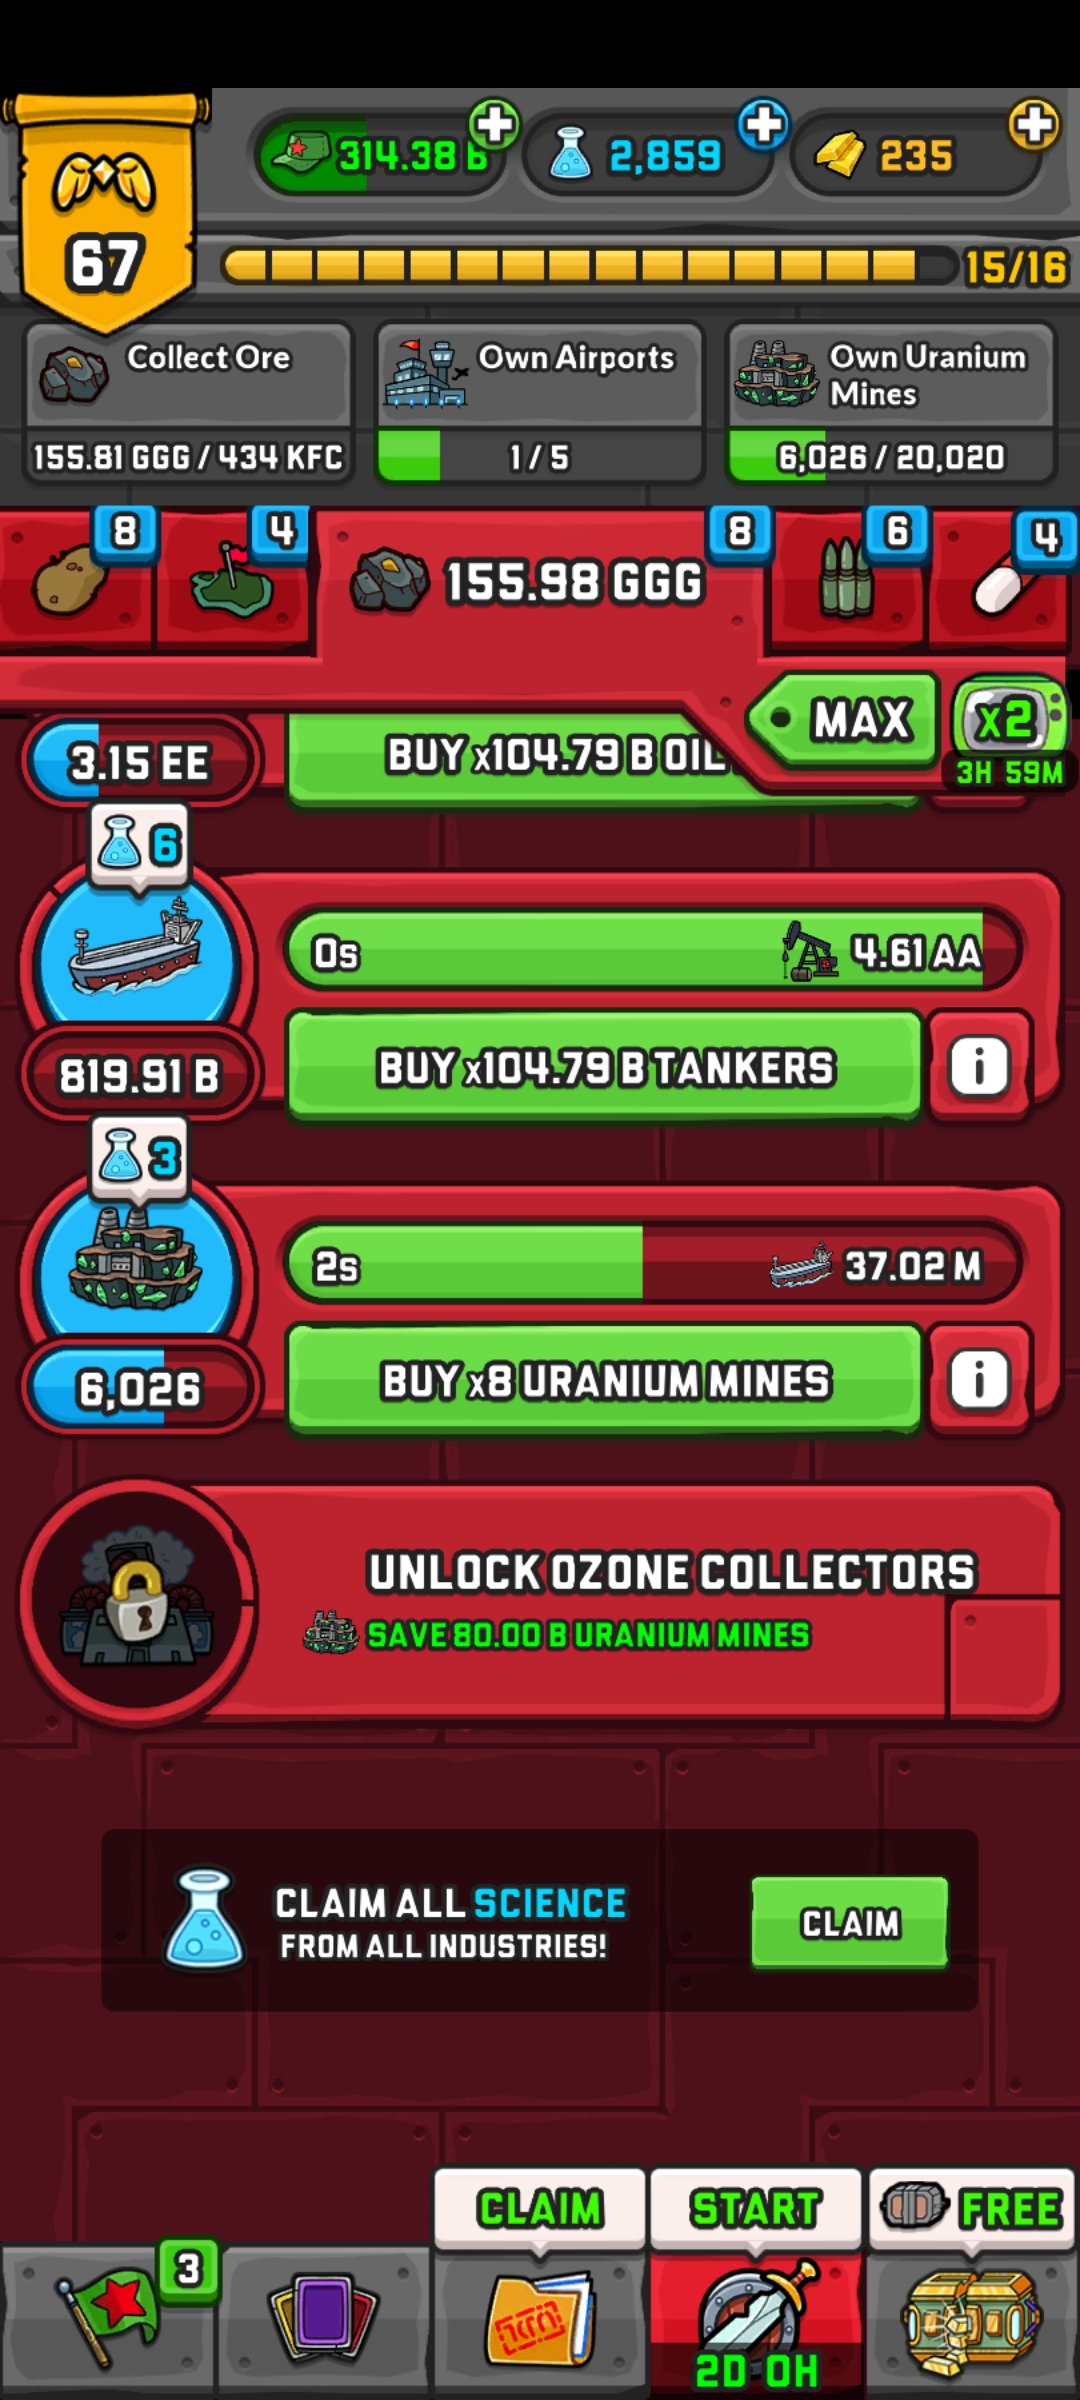 314.38 B
2,859
235
67
15/16
Collect Ore
155.81 GGG / 434 KFC
Own Airports
1 / 5
Own Uranium
Mines
6,026 / 20,020
8
4
155.98 GGG
8
6
4
MAX
x2
3H 59M
3.15 EE
BUY x104.79 B OIL
6
0s
4.61 AA
819.91 B
BUY x104.79 B TANKERS
i
3
2s
37.02 M
6,026
BUY x8 URANIUM MINES
i
UNLOCK OZONE COLLECTORS
SAVE 80.00 B URANIUM MINES
CLAIM ALL SCIENCE
FROM ALL INDUSTRIES!
CLAIM
CLAIM
START
FREE
3
2D 0H